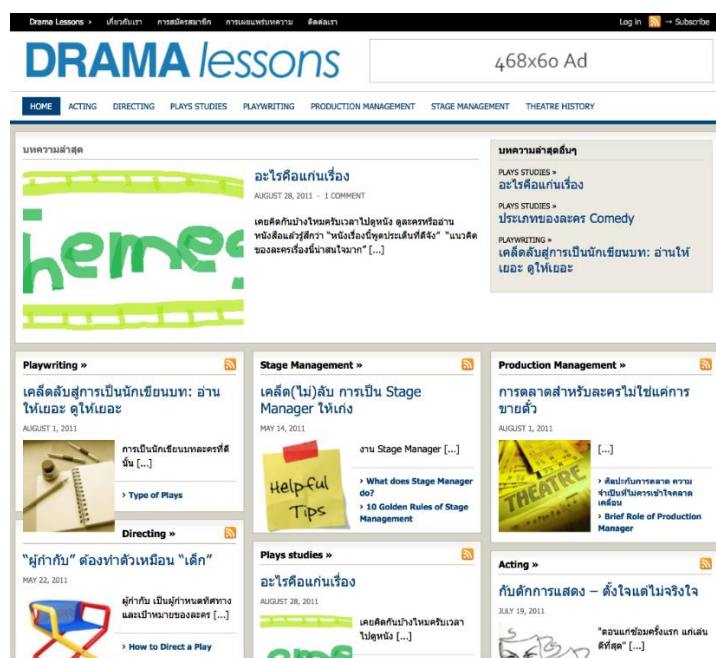 Drama Lessons › เกี่ยวกับเรา การสมัครสมาชิก การเผยแพร่บทความ ติดต่อเรา Log in → Subscribe
DRAMA lessons
468x60 Ad
HOME ACTING DIRECTING PLAYS STUDIES PLAYWRITING PRODUCTION MANAGEMENT STAGE MANAGEMENT THEATRE HISTORY
บทความล่าสุด
hemes
อะไรคือแก่นเรื่อง
AUGUST 28, 2011 - 1 COMMENT
เคยคิดกันบ้างไหมครับเวลาไปดูหนัง ดูละครหรืออ่าน
หนังสือแล้วรู้สึกว่า "หนังเรื่องนี้พูดประเด็นที่ดีจัง" "แนวคิด
ของละครเรื่องนี้น่าสนใจมาก" [...]
บทความล่าสุดอื่นๆ
PLAYS STUDIES »
อะไรคือแก่นเรื่อง
PLAYS STUDIES »
ประเภทของละคร Comedy
PLAYWRITING »
เคล็ดลับสู่การเป็นนักเขียนบท: อ่านให้
เยอะ ดูให้เยอะ
Playwriting »
เคล็ดลับสู่การเป็นนักเขียนบท: อ่าน
ให้เยอะ ดูให้เยอะ
AUGUST 1, 2011
การเป็นนักเขียนบทละครที่ดี
นั้น [...]
› Type of Plays
Stage Management »
เคล็ด(ไม่)ลับ การเป็น Stage
Manager ให้เก่ง
MAY 14, 2011
Helpful
Tips
งาน Stage Manager [...]
› What does Stage Manager
do?
› 10 Golden Rules of Stage
Management
Production Management »
การตลาดสำหรับละครไม่ใช่แค่การ
ขายตั๋ว
AUGUST 1, 2011
THEATRE
[...]
› ศิลปะกับการตลาด ความ
จำเป็นที่ไม่ควรเข้าใจคลาด
เคลื่อน
› Brief Role of Production
Manager
Directing »
"ผู้กำกับ" ต้องทำตัวเหมือน "เด็ก"
MAY 22, 2011
ผู้กำกับ เป็นผู้กำหนดทิศทาง
และเป้าหมายของละคร [...]
› How to Direct a Play
Plays studies »
อะไรคือแก่นเรื่อง
AUGUST 28, 2011
เคยคิดกันบ้างไหมครับเวลา
ไปดูหนัง [...]
Acting »
กับดักการแสดง – ตั้งใจแต่ไม่จริงใจ
JULY 19, 2011
"ตอนแก่ซ้อมครั้งแรก แกเล่น
ดีที่สุด" [...]